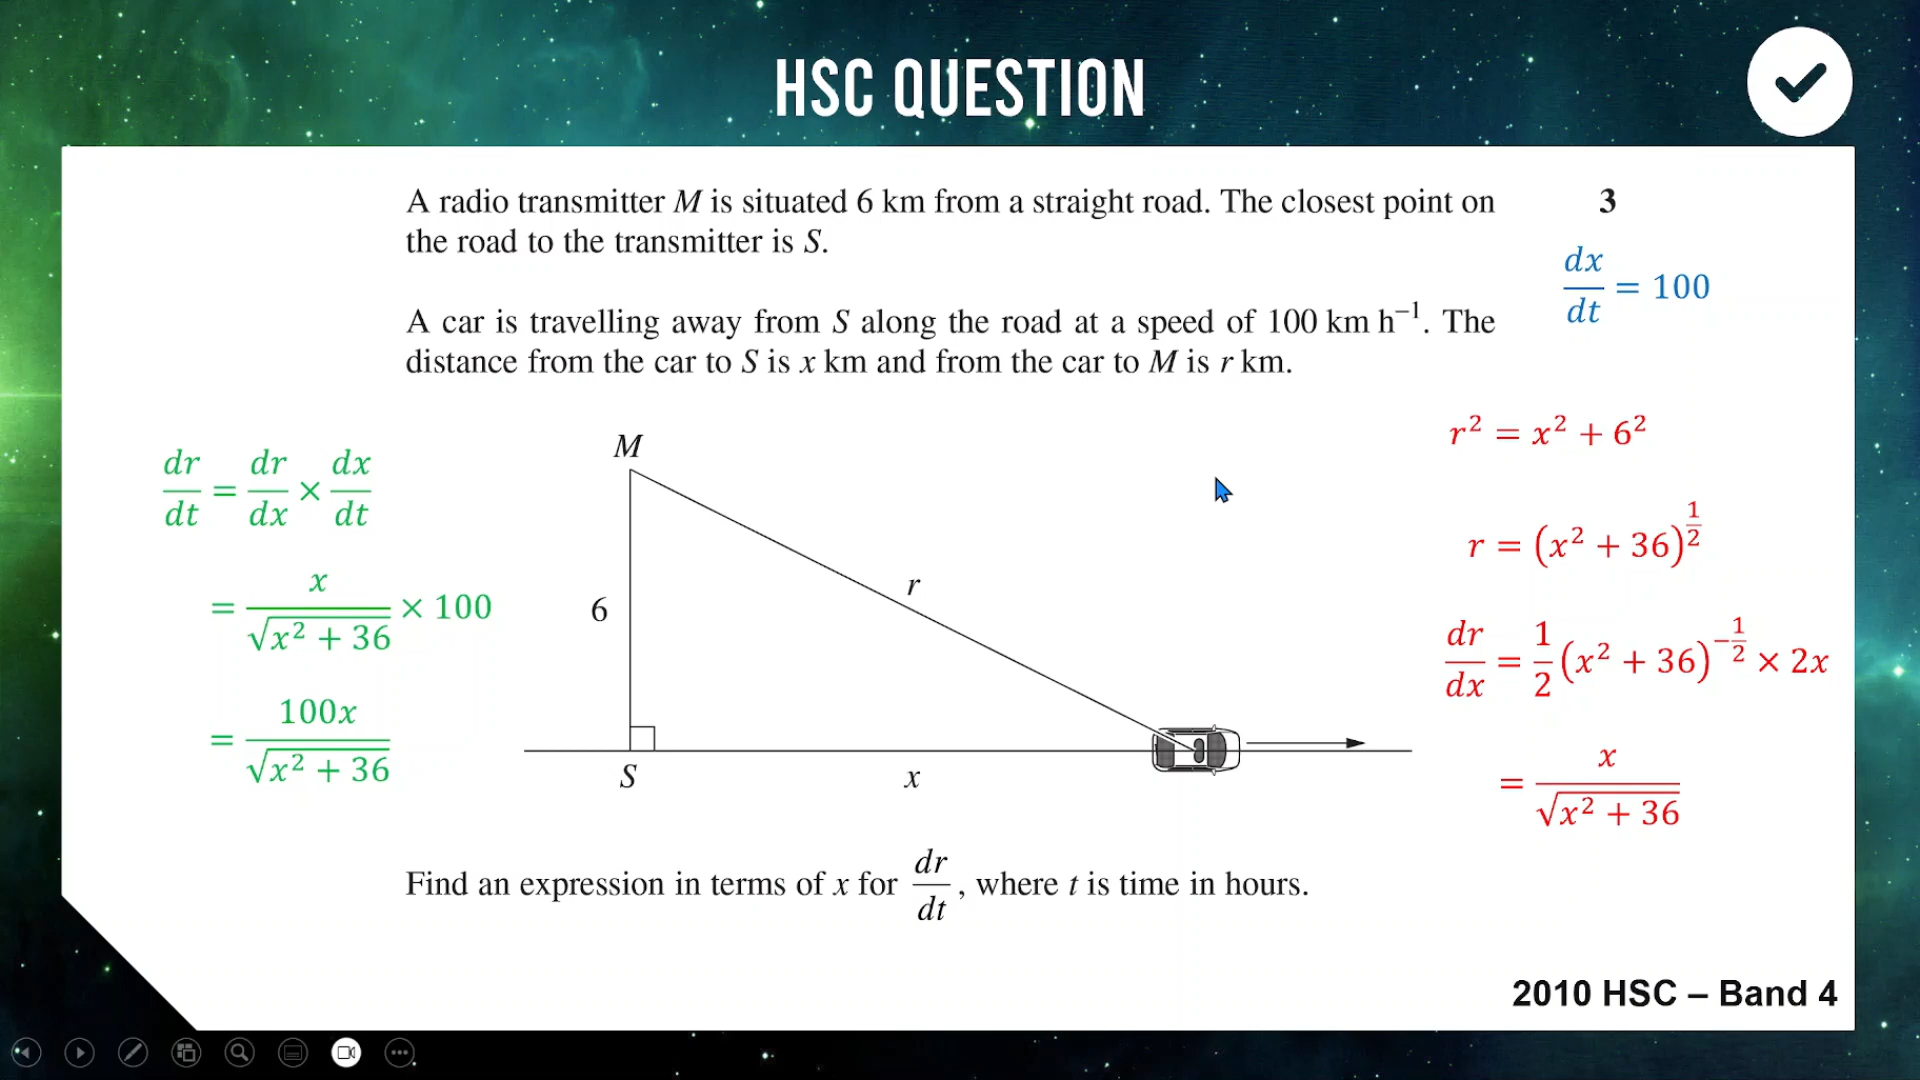 HSC QUESTION
A radio transmitter M is situated 6 km from a straight road. The closest point on
the road to the transmitter is S.
3
dx/dt = 100
A car is travelling away from S along the road at a speed of 100 km h⁻¹. The
distance from the car to S is x km and from the car to M is r km.
dr/dt = dr/dx × dx/dt
= x/√(x² + 36) × 100
= 100x/√(x² + 36)
M
6
r
S
x
r² = x² + 6²
r = (x² + 36)^(1/2)
dr/dx = 1/2 (x² + 36)^(−1/2) × 2x
= x/√(x² + 36)
Find an expression in terms of x for dr/dt, where t is time in hours.
2010 HSC – Band 4